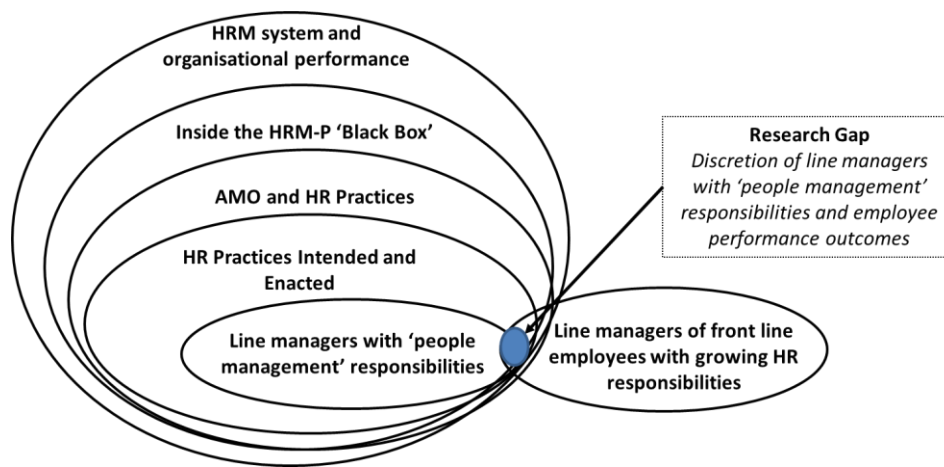 HRM system and
organisational performance
Inside the HRM-P ‘Black Box’
AMO and HR Practices
HR Practices Intended and
Enacted
Line managers with ‘people
management’ responsibilities
Research Gap
Discretion of line managers
with ‘people management’
responsibilities and employee
performance outcomes
Line managers of front line
employees with growing HR
responsibilities